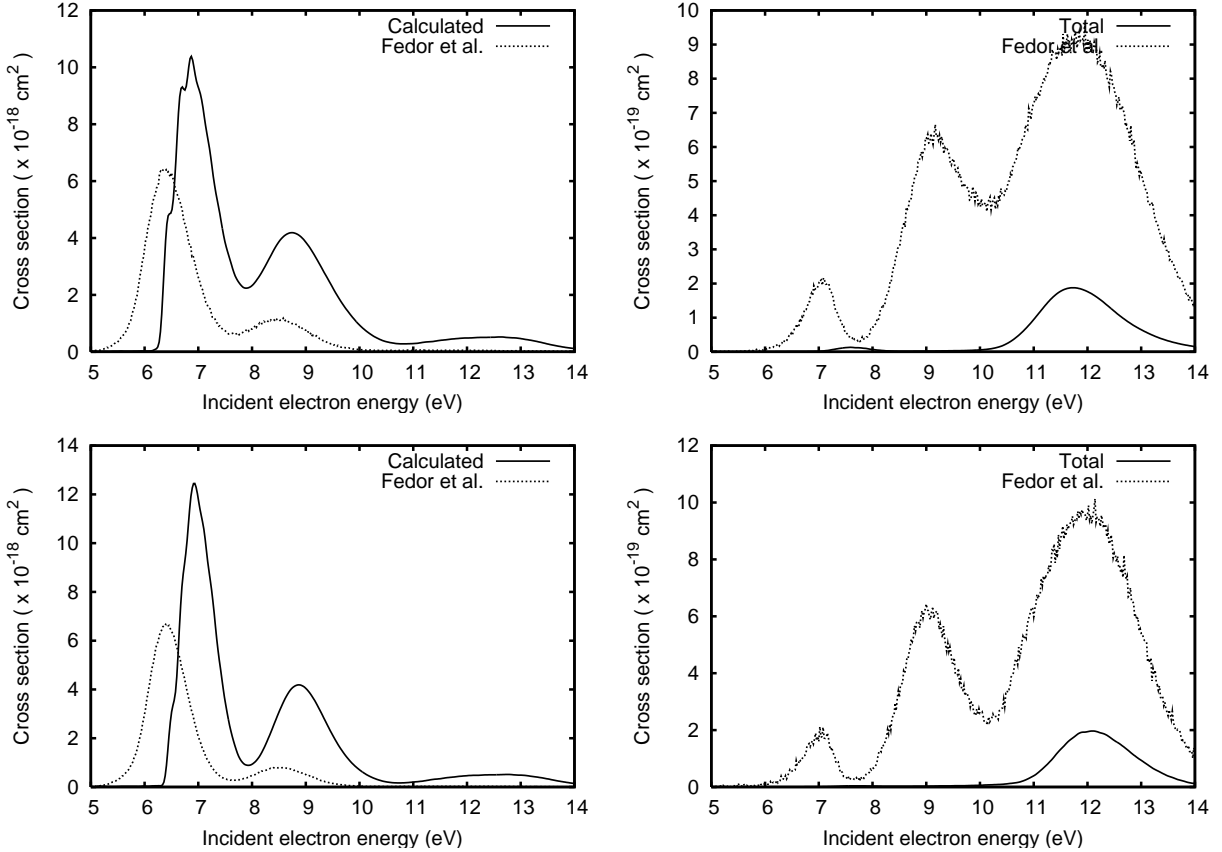 12
10
8
6
4
2
0
Cross section ( x 10-18 cm2 )
Calculated
Fedor et al.
5 6 7 8 9 10 11 12 13 14
Incident electron energy (eV)
10
9
8
7
6
5
4
3
2
1
0
Cross section ( x 10-19 cm2 )
Total
Fedor et al.
5 6 7 8 9 10 11 12 13 14
Incident electron energy (eV)
14
12
10
8
6
4
2
0
Cross section ( x 10-18 cm2 )
Calculated
Fedor et al.
5 6 7 8 9 10 11 12 13 14
Incident electron energy (eV)
12
10
8
6
4
2
0
Cross section ( x 10-19 cm2 )
Total
Fedor et al.
5 6 7 8 9 10 11 12 13 14
Incident electron energy (eV)